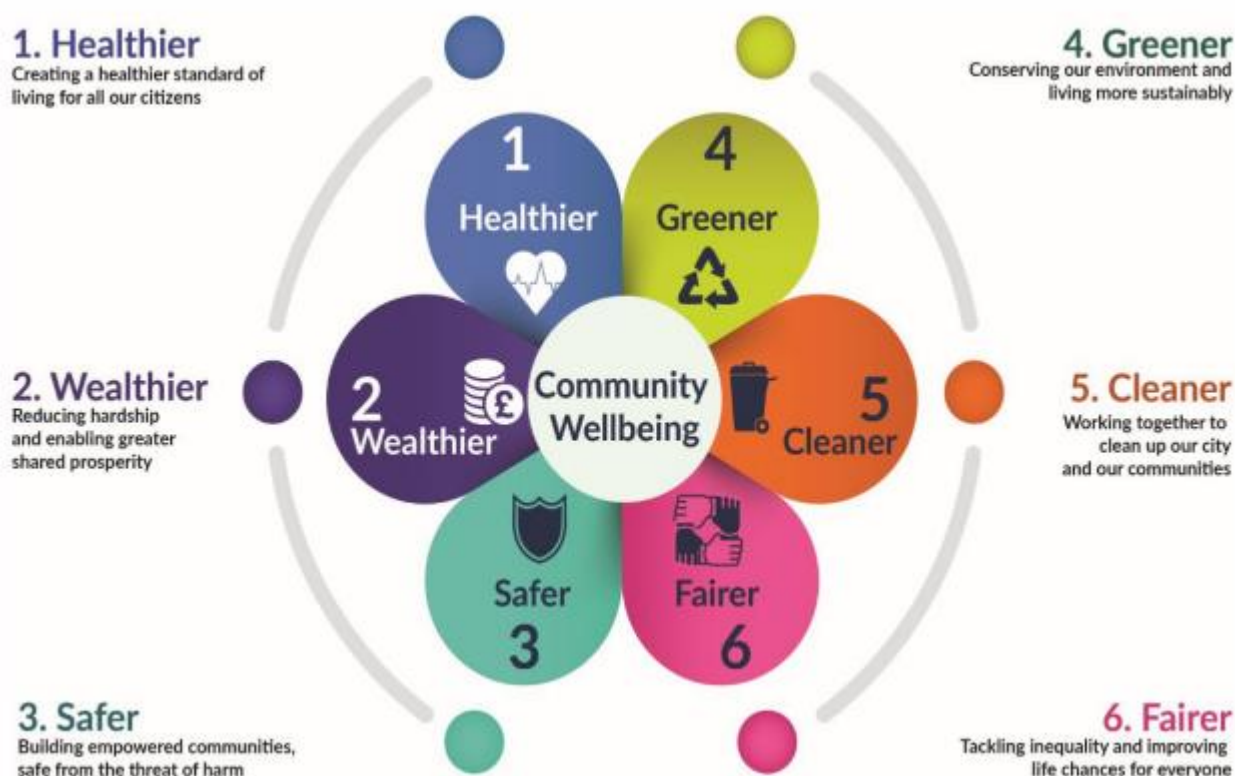 1. Healthier
Creating a healthier standard of
living for all our citizens
2. Wealthier
Reducing hardship
and enabling greater
shared prosperity
3. Safer
Building empowered communities,
safe from the threat of harm
1
Healthier
2
Wealthier
£
Safer
3
Community
Wellbeing
4
Greener
5
Cleaner
Fairer
6
4. Greener
Conserving our environment and
living more sustainably
5. Cleaner
Working together to
clean up our city
and our communities
6. Fairer
Tackling inequality and improving
life chances for everyone